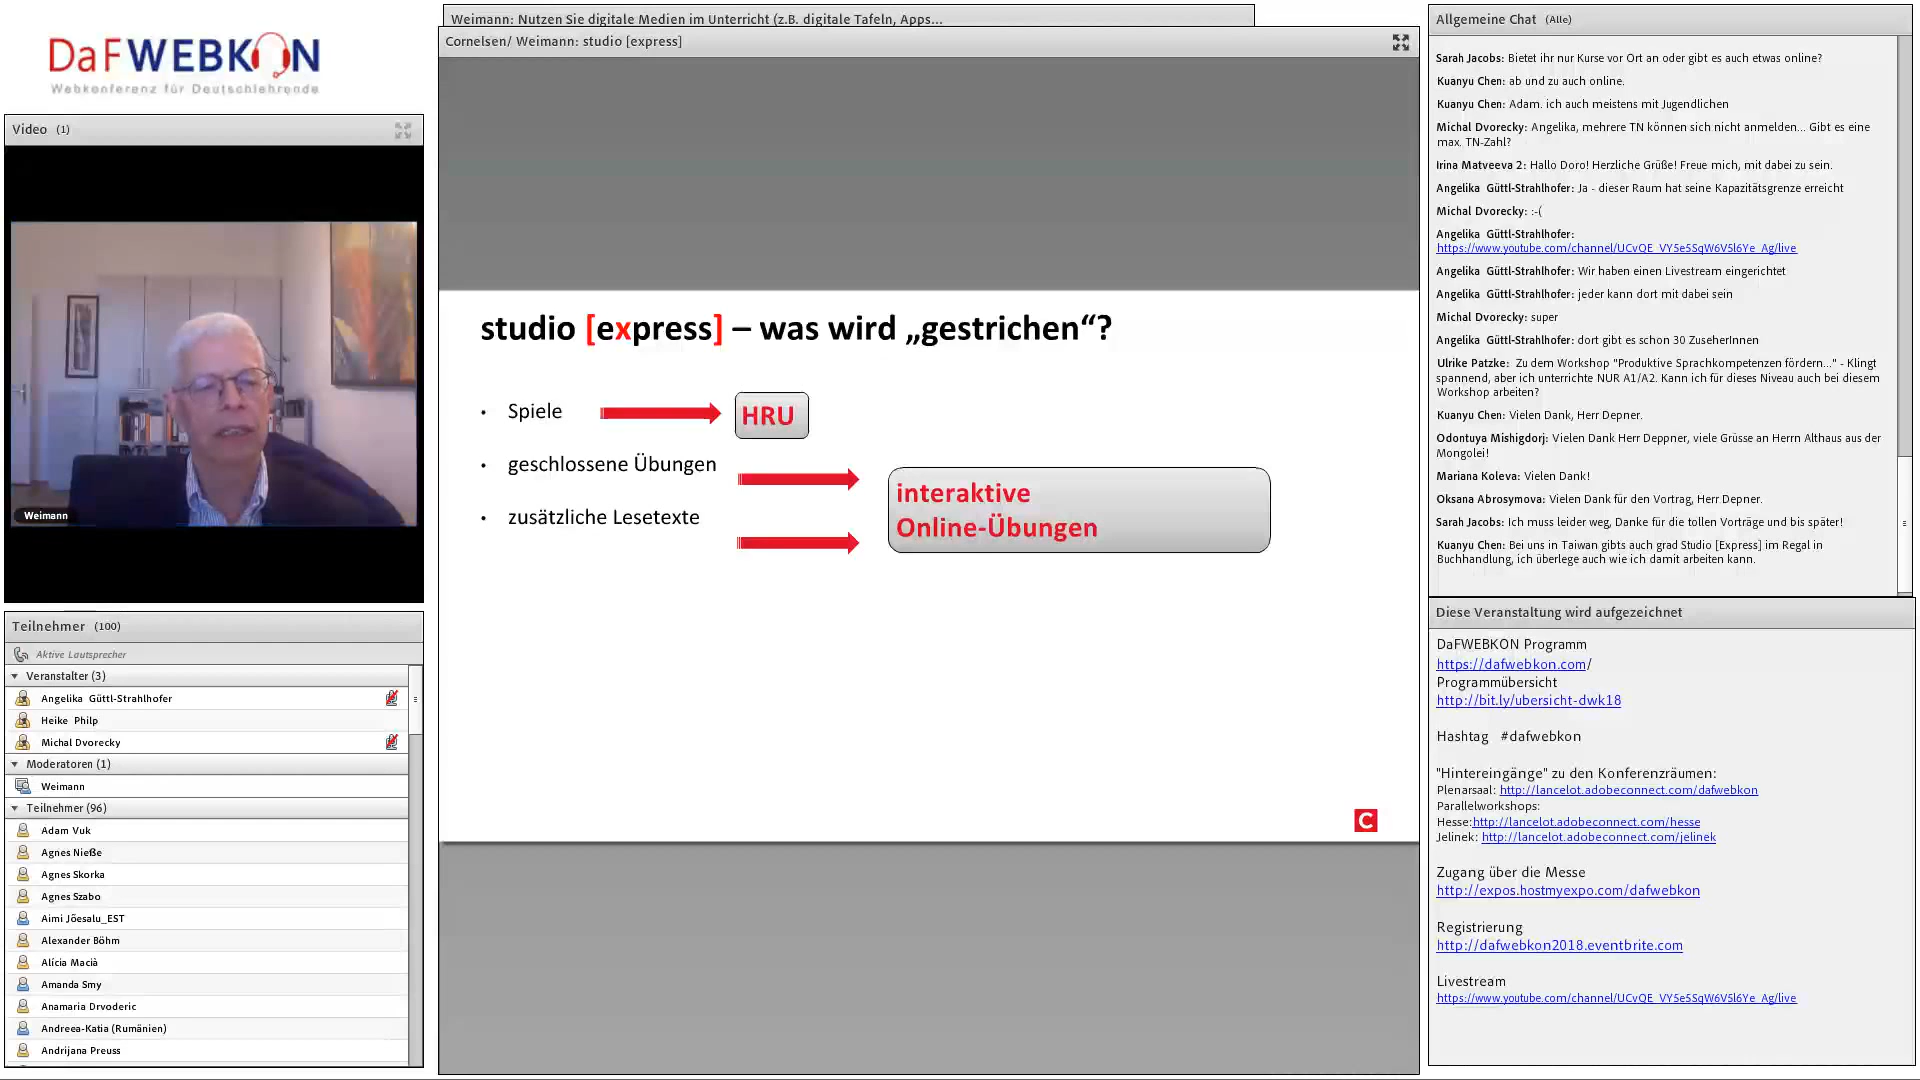 DaFWEBKON
Webkonferenz für Deutschlehrende
Video (1)
Weimann
Teilnehmer (100)
Aktive Lautsprecher
Veranstalter (3)
Angelika Güttl-Strahlhofer
Heike Philp
Michal Dvorecky
Moderatoren (1)
Weimann
Teilnehmer (96)
Adam Vuk
Agnes Nieße
Agnes Skorka
Agnes Szabo
Aimi Jõesalu_EST
Alexander Böhm
Alícia Macià
Amanda Smy
Anamaria Drvoderic
Andreea-Katia (Rumänien)
Andrijana Preuss
Weimann: Nutzen Sie digitale Medien im Unterricht (z.B. digitale Tafeln, Apps...
Cornelsen/ Weimann: studio [express]
studio [express] – was wird „gestrichen“?
• Spiele
HRU
• geschlossene Übungen
• zusätzliche Lesetexte
interaktive
Online-Übungen
C
Allgemeine Chat (Alle)
Sarah Jacobs: Bietet ihr nur Kurse vor Ort an oder gibt es auch etwas online?
Kuanyu Chen: ab und zu auch online.
Kuanyu Chen: Adam. ich auch meistens mit Jugendlichen
Michal Dvorecky: Angelika, mehrere TN können sich nicht anmelden... Gibt es eine
max. TN-Zahl?
Irina Matveeva 2: Hallo Doro! Herzliche Grüße! Freue mich, mit dabei zu sein.
Angelika Güttl-Strahlhofer: Ja - dieser Raum hat seine Kapazitätsgrenze erreicht
Michal Dvorecky: :-(
Angelika Güttl-Strahlhofer:
https://www.youtube.com/channel/UCvQE_VY5e5SqW6V5l6Ye_Ag/live
Angelika Güttl-Strahlhofer: Wir haben einen Livestream eingerichtet
Angelika Güttl-Strahlhofer: jeder kann dort mit dabei sein
Michal Dvorecky: super
Angelika Güttl-Strahlhofer: dort gibt es schon 30 ZuseherInnen
Ulrike Patzke: Zu dem Workshop "Produktive Sprachkompetenzen fördern..." - Klingt
spannend, aber ich unterrichte NUR A1/A2. Kann ich für dieses Niveau auch bei diesem
Workshop arbeiten?
Kuanyu Chen: Vielen Dank, Herr Depner.
Odontuya Mishigdorj: Vielen Dank Herr Deppner, viele Grüsse an Herrn Althaus aus der
Mongolei!
Mariana Koleva: Vielen Dank!
Oksana Abrosymova: Vielen Dank für den Vortrag, Herr Depner.
Sarah Jacobs: Ich muss leider weg, Danke für die tollen Vorträge und bis später!
Kuanyu Chen: Bei uns in Taiwan gibts auch grad Studio [Express] im Regal in
Buchhandlung, ich überlege auch wie ich damit arbeiten kann.
Diese Veranstaltung wird aufgezeichnet
DaFWEBKON Programm
https://dafwebkon.com/
Programmübersicht
http://bit.ly/ubersicht-dwk18
Hashtag #dafwebkon
"Hintereingänge" zu den Konferenzräumen:
Plenarsaal: http://lancelot.adobeconnect.com/dafwebkon
Parallelworkshops:
Hesse:http://lancelot.adobeconnect.com/hesse
Jelinek: http://lancelot.adobeconnect.com/jelinek
Zugang über die Messe
http://expos.hostmyexpo.com/dafwebkon
Registrierung
http://dafwebkon2018.eventbrite.com
Livestream
https://www.youtube.com/channel/UCvQE_VY5e5SqW6V5l6Ye_Ag/live